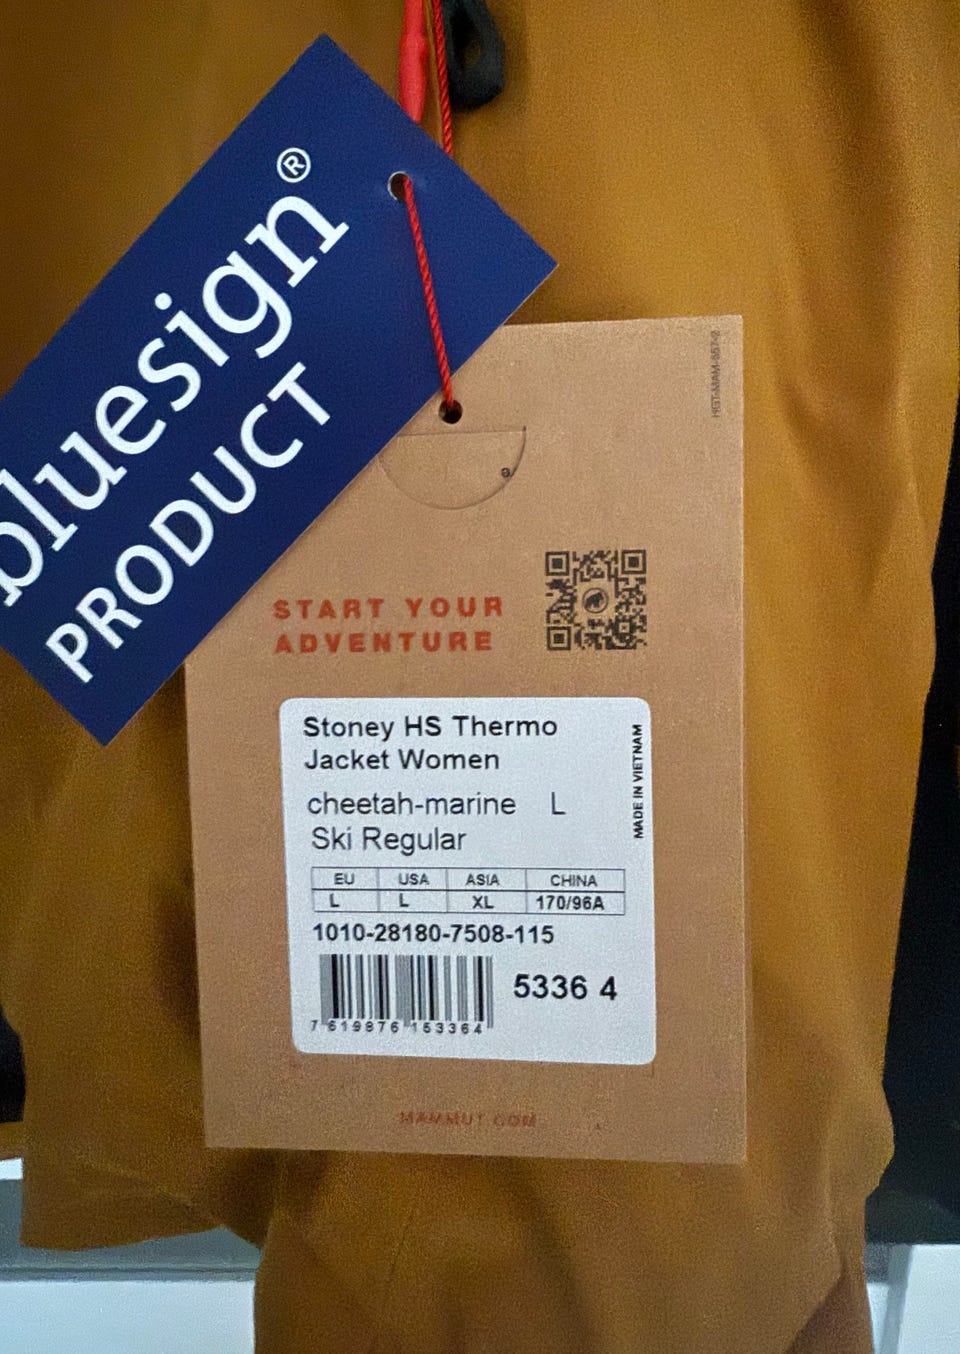 bluesign®
PRODUCT
START YOUR
ADVENTURE
Stoney HS Thermo
Jacket Women
cheetah-marine L
Ski Regular
MADE IN VIETNAM
EU USA ASIA CHINA
L L XL 170/96A
1010-28180-7508-115
5336 4
7 619876 153364
MAMMUT.COM